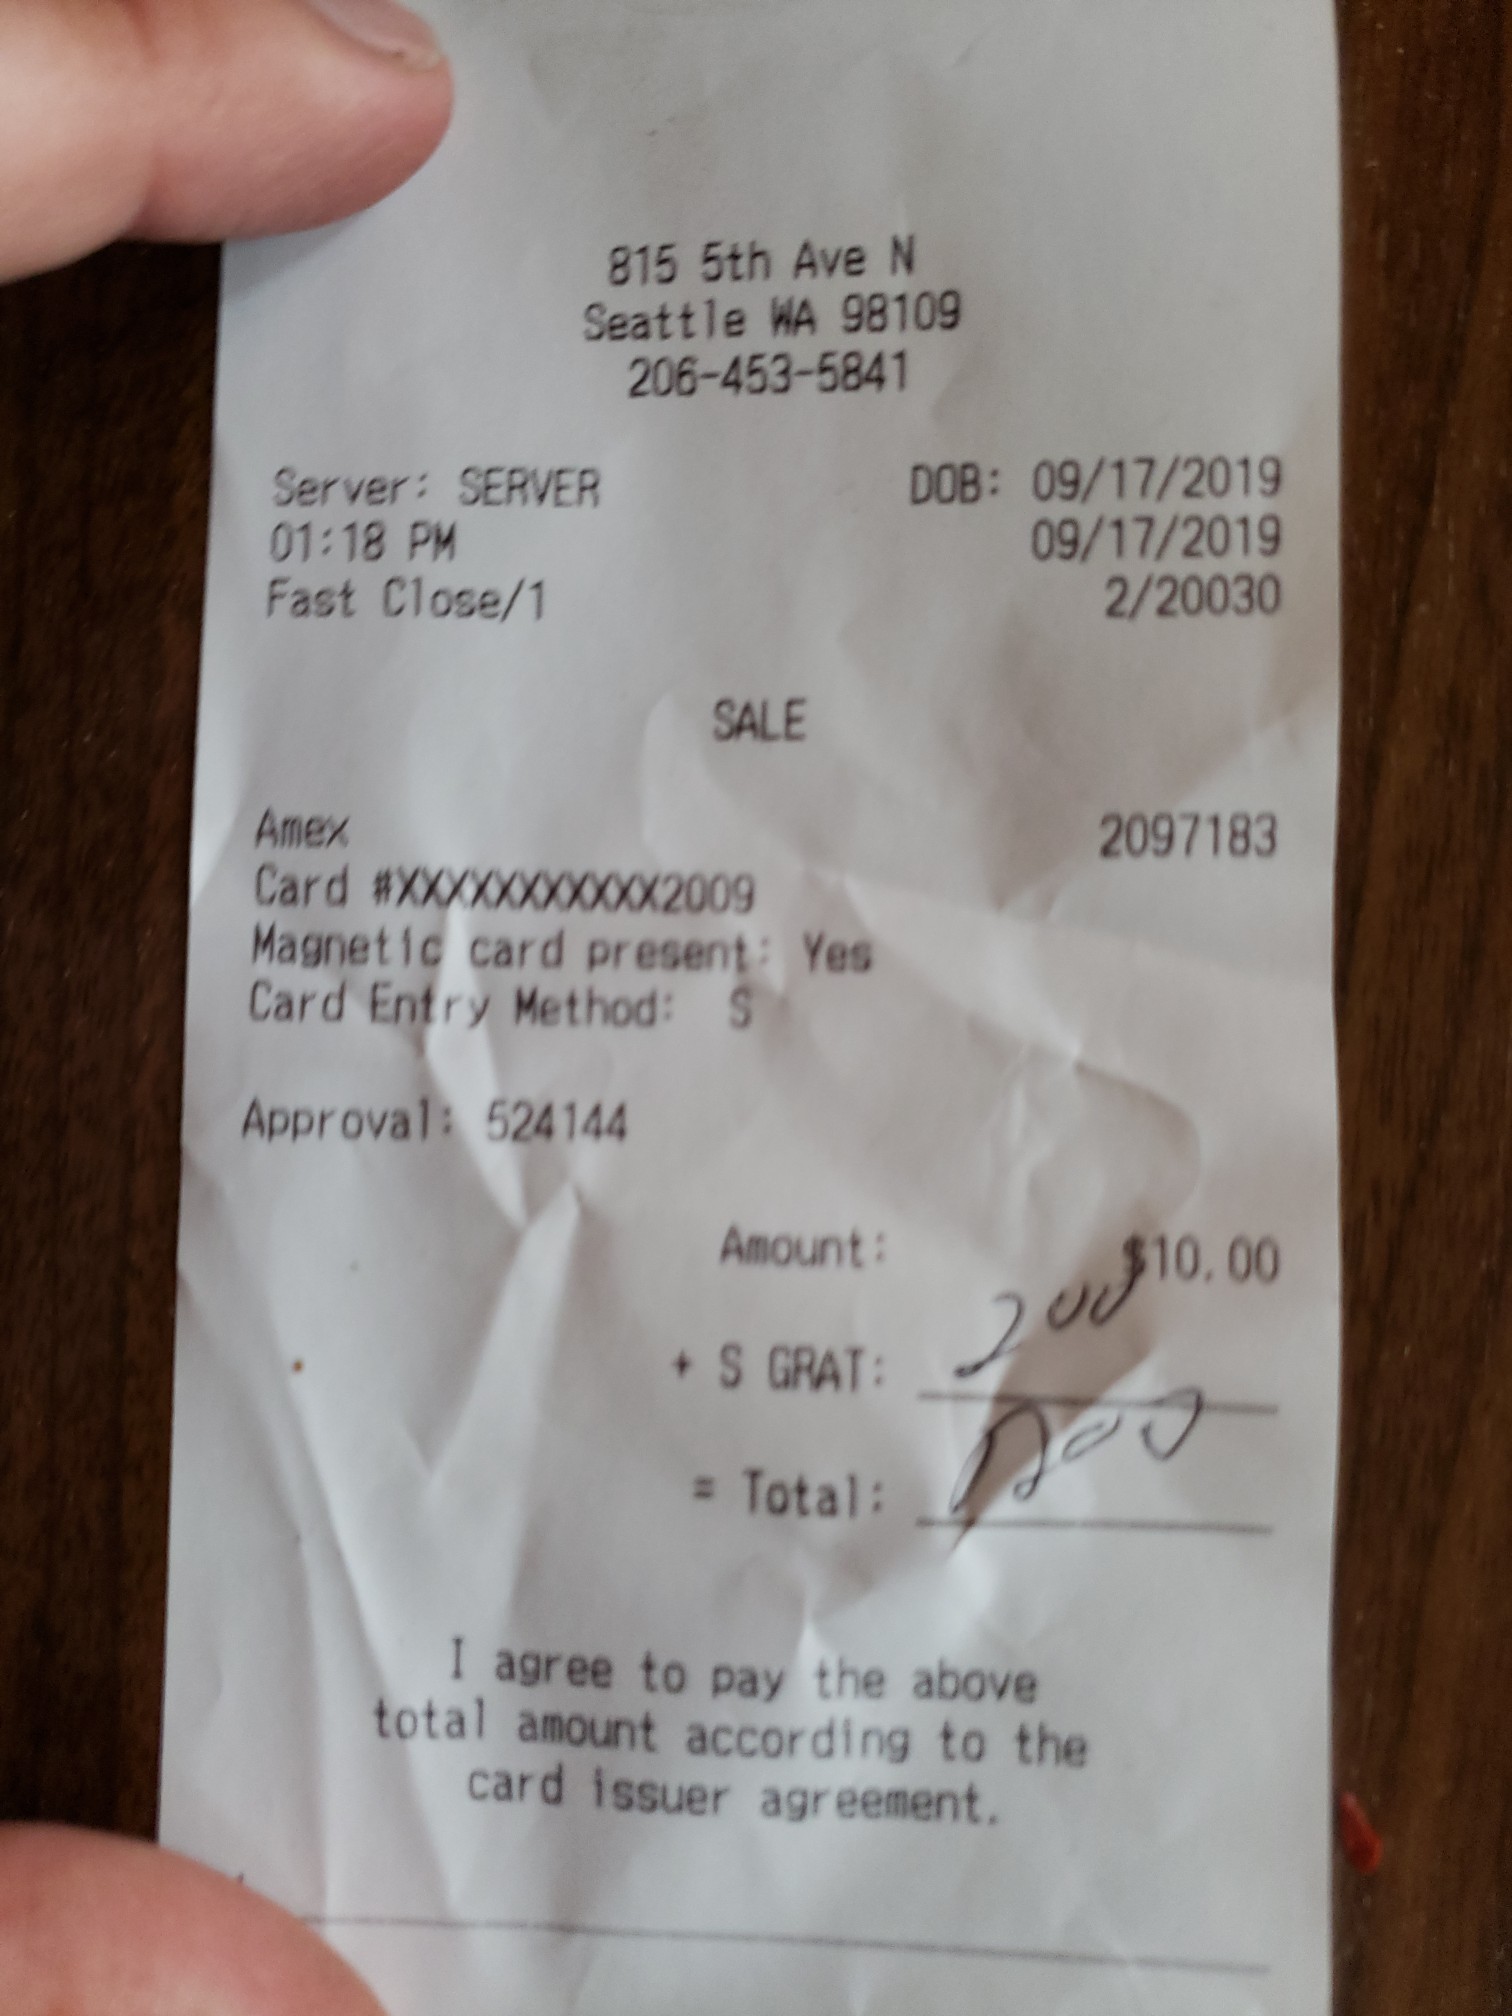 815 5th Ave N
Seattle WA 98109
206-453-5841
Server: SERVER DOB: 09/17/2019
01:18 PM 09/17/2019
Fast Close/1 2/20030
SALE
Amex 2097183
Card #XXXXXXXXXXX2009
Magnetic card present: Yes
Card Entry Method: S
Approval: 524144
Amount: $10.00
+ S GRAT: 200
= Total: 1200
I agree to pay the above
total amount according to the
card issuer agreement.